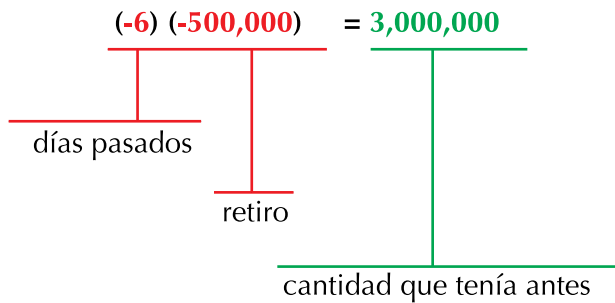 (-6) (-500,000) = 3,000,000
días pasados
retiro
cantidad que tenía antes